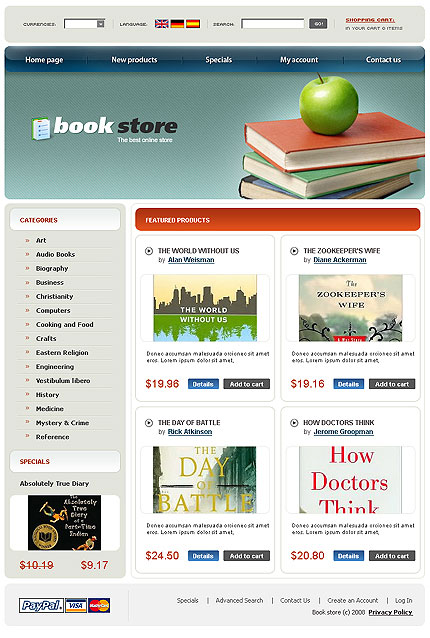 CURRENCIES:
LANGUAGE:
SEARCH:
GO!
SHOPPING CART:
IN YOUR CART 0 ITEMS
Home page
New products
Specials
My account
Contact us
book store
The best online store
CATEGORIES
Art
Audio Books
Biography
Business
Christianity
Computers
Cooking and Food
Crafts
Eastern Religion
Engineering
Vestibulum libero
History
Medicine
Mystery & Crime
Reference
SPECIALS
Absolutely True Diary
The Absolutely
True Diary
of a
Part-Time
Indian
$10.19 $9.17
FEATURED PRODUCTS
THE WORLD WITHOUT US
by Alan Weisman
THE WORLD
WITHOUT US
Donec accumsan malesuada orcionec sit amet
eros. Lorem ipsum dolor sit amet.
$19.96 Details Add to cart
THE ZOOKEEPER'S WIFE
by Diane Ackerman
The
ZOOKEEPER'S
WIFE
A War Story
Donec accumsan malesuada orcionec sit amet
eros. Lorem ipsum dolor sit amet.
$19.16 Details Add to cart
THE DAY OF BATTLE
by Rick Atkinson
THE
DAY OF
BATTLE
Donec accumsan malesuada orcionec sit amet
eros. Lorem ipsum dolor sit amet.
$24.50 Details Add to cart
HOW DOCTORS THINK
by Jerome Groopman
How
Doctors
Think
Donec accumsan malesuada orcionec sit amet
eros. Lorem ipsum dolor sit amet.
$20.80 Details Add to cart
PayPal VISA MasterCard
Specials | Advanced Search | Contact Us | Create an Account | Log In
Book store (c) 2008 Privacy Policy